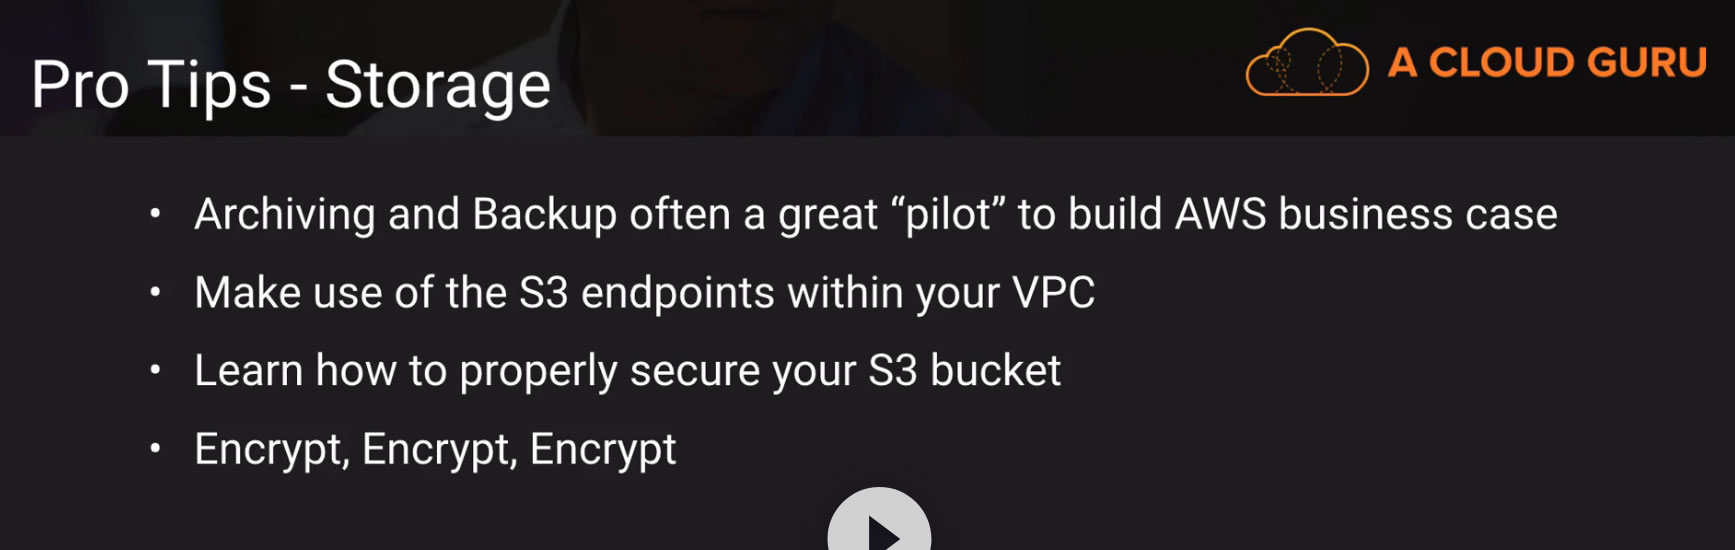 Pro Tips - Storage
A CLOUD GURU
• Archiving and Backup often a great “pilot” to build AWS business case
• Make use of the S3 endpoints within your VPC
• Learn how to properly secure your S3 bucket
• Encrypt, Encrypt, Encrypt